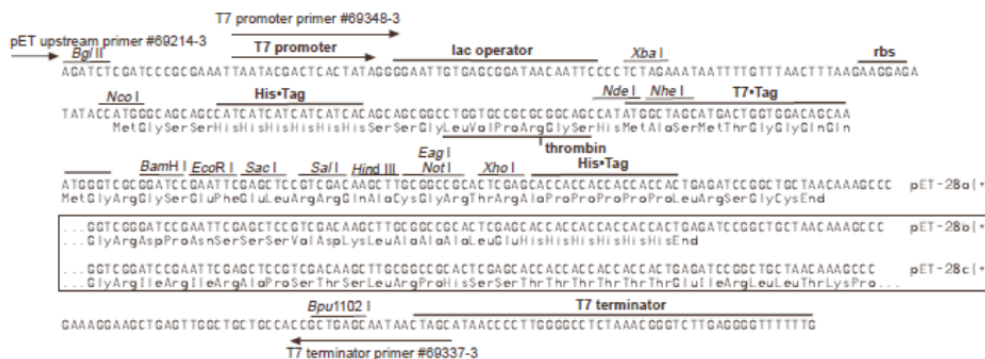 T7 promoter primer #69348-3
pET upstream primer #69214-3
Bgl II T7 promoter lac operator Xba I rbs
AGATCTCGATCCCGCGAAATTAATACGACTCACTATAGGGGAATTGTGAGCGGATAACAATTCCCCTCTAGAAATAATTTTGTTTAACTTTAAGAAGGAGA
Nco I His•Tag Nde I Nhe I T7•Tag
TATACCATGGGCAGCAGCCATCATCATCATCATCACAGCAGCGGCCTGGTGCCGCGCGGCAGCCATATGGCTAGCATGACTGGTGGACAGCAA
MetGlySerSerHisHisHisHisHisHisSerSerGlyLeuValProArgGlySerHisMetAlaSerMetThrGlyGlyGlnGln
thrombin
BamH I EcoR I Sac I Sal I Hind III Eag I Not I Xho I His•Tag
ATGGGTCGCGGATCCGAATTCGAGCTCCGTCGACAAGCTTGCGGCCGCACTCGAGCACCACCACCACCACCACTGAGATCCGGCTGCTAACAAAGCCC pET-28a(+
MetGlyArgGlySerGluPheGluLeuArgArgGlnAlaCysGlyArgThrArgAlaProProProProProLeuArgSerGlyCysEnd
...GGTCGGGATCCGAATTCGAGCTCCGTCGACAAGCTTGCGGCCGCACTCGAGCACCACCACCACCACCACTGAGATCCGGCTGCTAACAAAGCCC pET-28b(+
...GlyArgAspProAsnSerSerSerValAspLysLeuAlaAlaAlaLeuGluHisHisHisHisHisHisEnd
...GGTCGGATCCGAATTCGAGCTCCGTCGACAAGCTTGCGGCCGCACTCGAGCACCACCACCACCACCACTGAGATCCGGCTGCTAACAAAGCCC pET-28c(+
...GlyArgIleArgIleArgAlaProSerThrSerLeuArgProHisSerSerThrThrThrThrThrThrGluIleArgLeuLeuThrLysPro...
Bpu1102 I T7 terminator
GAAAGGAAGCTGAGTTGGCTGCTGCCACCGCTGAGCAATAACTAGCATAACCCCTTGGGGCCTCTAAACGGGTCTTGAGGGGTTTTTTG
T7 terminator primer #69337-3